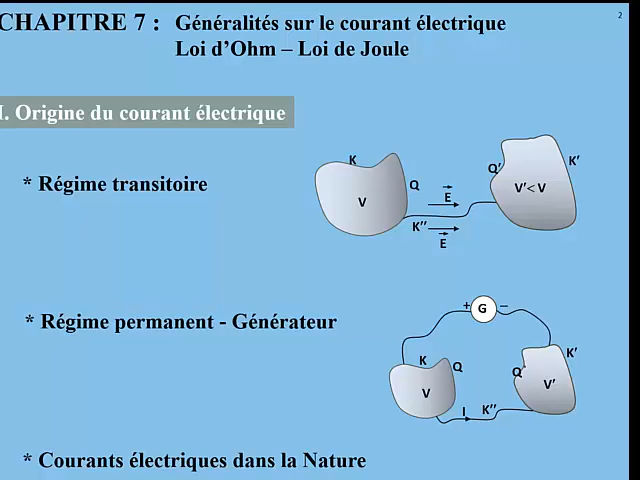 CHAPITRE 7 : Généralités sur le courant électrique
2
Loi d'Ohm – Loi de Joule
I. Origine du courant électrique
* Régime transitoire
K
Q
V
E
K''
E
Q'
K'
V'< V
* Régime permanent - Générateur
+ G –
K
Q
V
I
K''
Q'
K'
V'
* Courants électriques dans la Nature